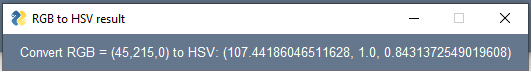 RGB to HSV result
Convert RGB = (45,215,0) to HSV: (107.44186046511628, 1.0, 0.8431372549019608)